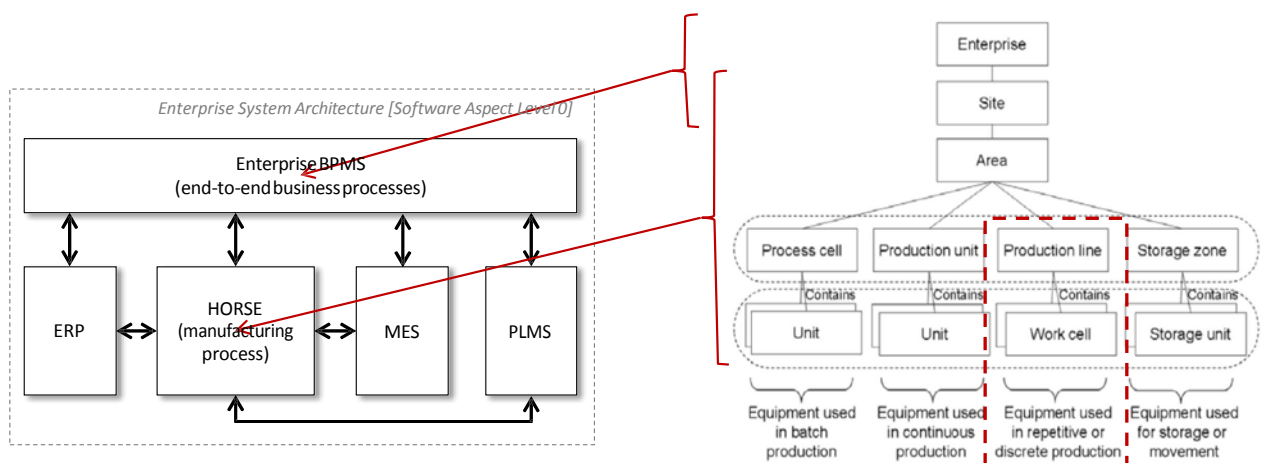 Enterprise System Architecture [Software Aspect Level 0]
Enterprise BPMS
(end-to-end business processes)
ERP
HORSE
(manufacturing
process)
MES
PLMS
Enterprise
Site
Area
Process cell
Production unit
Production line
Storage zone
Contains
Contains
Contains
Contains
Unit
Unit
Work cell
Storage unit
Equipment used
in batch
production
Equipment used
in continuous
production
Equipment used
in repetitive or
discrete production
Equipment used
for storage or
movement